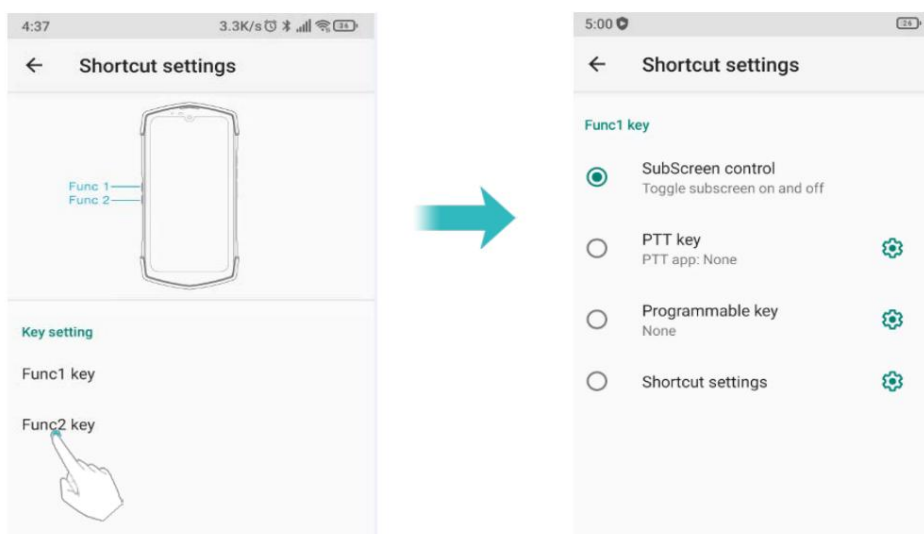 4:37 3.3K/s 36
Shortcut settings
Func 1
Func 2
Key setting
Func1 key
Func2 key
5:00 26
Shortcut settings
Func1 key
SubScreen control
Toggle subscreen on and off
PTT key
PTT app: None
Programmable key
None
Shortcut settings